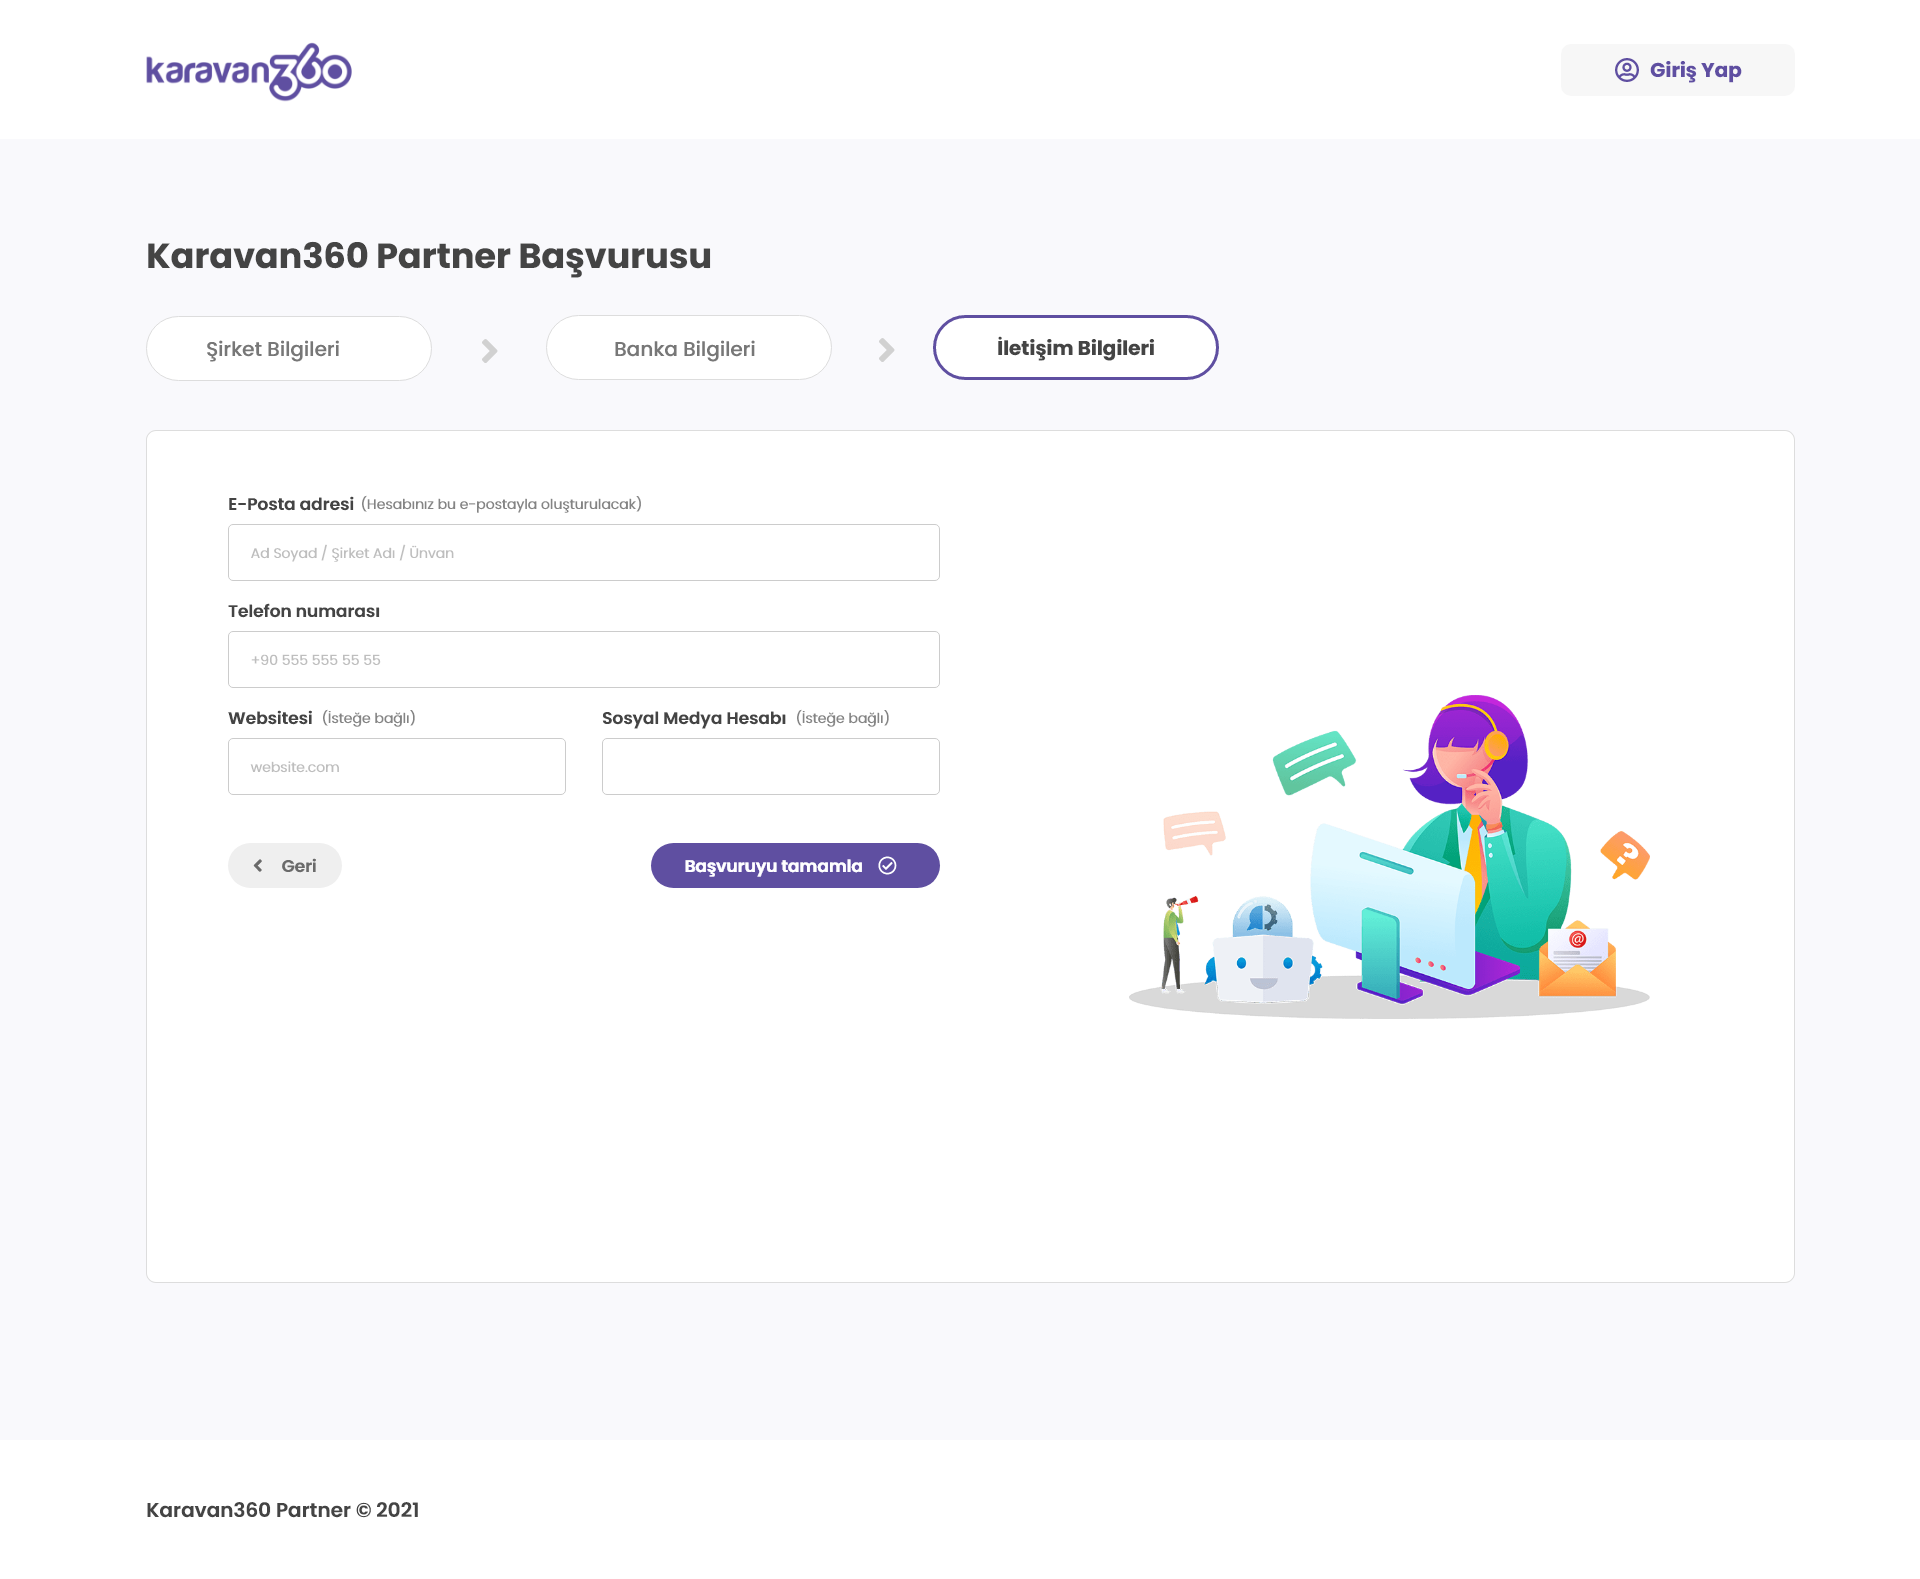 karavan360
Giriş Yap
Karavan360 Partner Başvurusu
Şirket Bilgileri
Banka Bilgileri
İletişim Bilgileri
E-Posta adresi (Hesabınız bu e-postayla oluşturulacak)
Ad Soyad / Şirket Adı / Ünvan
Telefon numarası
+90 555 555 55 55
Websitesi (İsteğe bağlı)
Sosyal Medya Hesabı (İsteğe bağlı)
website.com
Geri
Başvuruyu tamamla
?
@
Karavan360 Partner © 2021